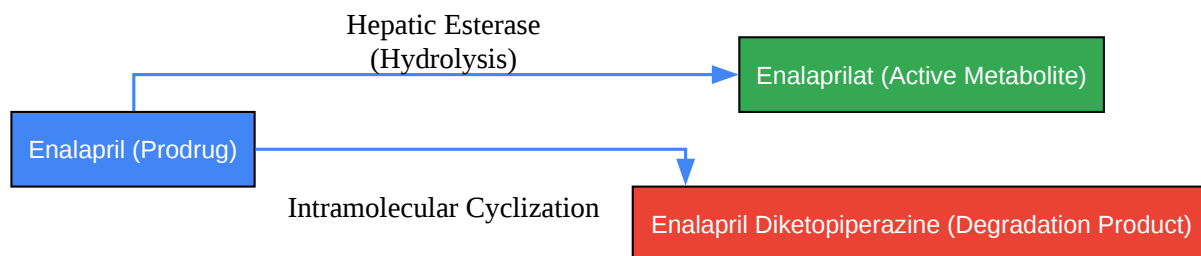 Hepatic Esterase
(Hydrolysis)
Enalaprilat (Active Metabolite)
Enalapril (Prodrug)
Intramolecular Cyclization
Enalapril Diketopiperazine (Degradation Product)